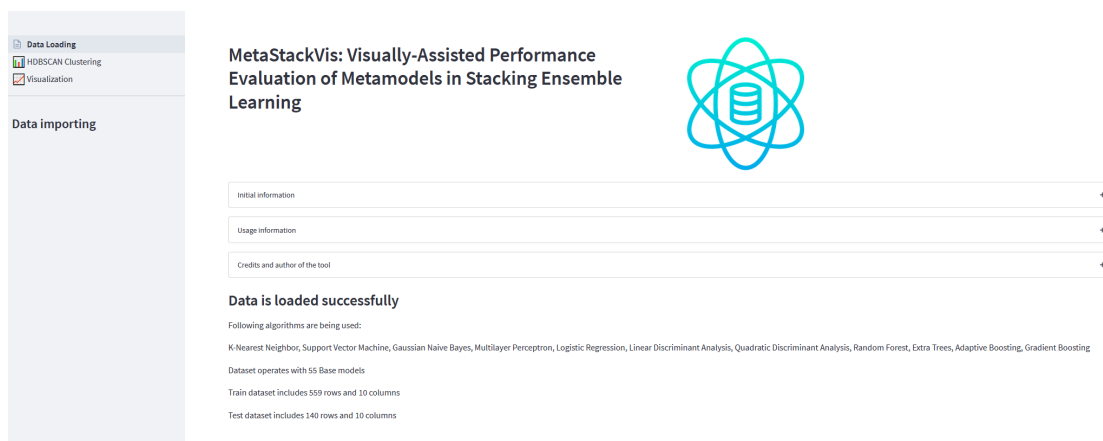 Data Loading
HDBSCAN Clustering
Visualization
Data importing
MetaStackVis: Visually-Assisted Performance
Evaluation of Metamodels in Stacking Ensemble
Learning
Initial information
Usage information
Credits and author of the tool
Data is loaded successfully
Following algorithms are being used:
K-Nearest Neighbor, Support Vector Machine, Gaussian Naive Bayes, Multilayer Perceptron, Logistic Regression, Linear Discriminant Analysis, Quadratic Discriminant Analysis, Random Forest, Extra Trees, Adaptive Boosting, Gradient Boosting
Dataset operates with 55 Base models
Train dataset includes 559 rows and 10 columns
Test dataset includes 140 rows and 10 columns